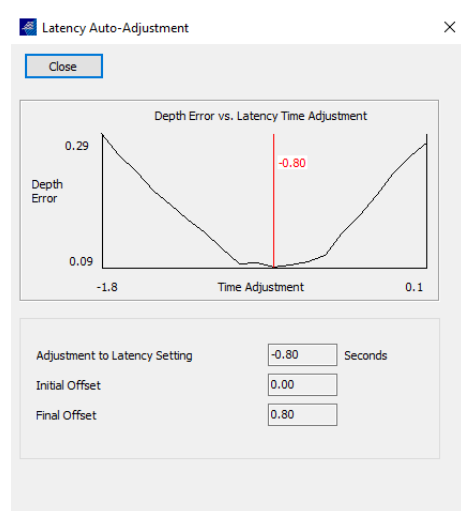 Latency Auto-Adjustment
Close
Depth Error vs. Latency Time Adjustment
0.29
-0.80
Depth
Error
0.09
-1.8 Time Adjustment 0.1
Adjustment to Latency Setting -0.80 Seconds
Initial Offset 0.00
Final Offset 0.80